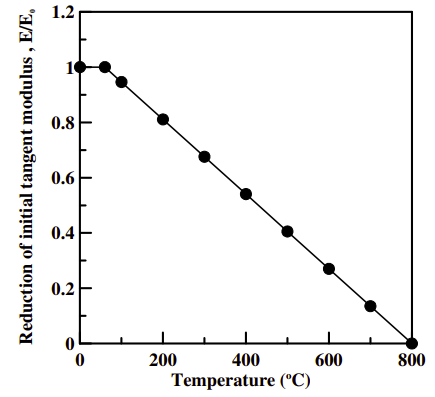 Reduction of initial tangent modulus , E/Eₒ
1.2
1
0.8
0.6
0.4
0.2
0
0 200 400 600 800
Temperature (ºC)